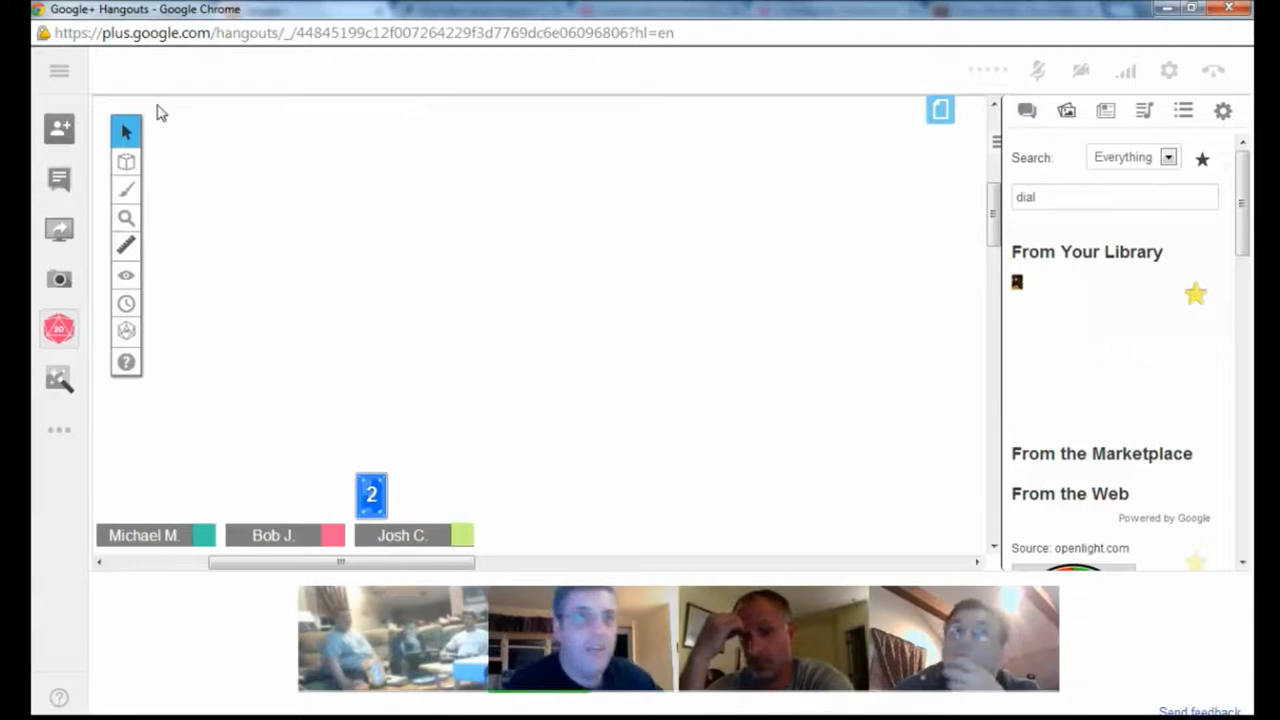 Google+ Hangouts - Google Chrome
https://plus.google.com/hangouts/_/44845199c12f007264229f3d7769dc6e06096806?hl=en
Search:
Everything
dial
From Your Library
20
From the Marketplace
From the Web
Powered by Google
2
Michael M.
Bob J.
Josh C.
Source: openlight.com
Send feedback